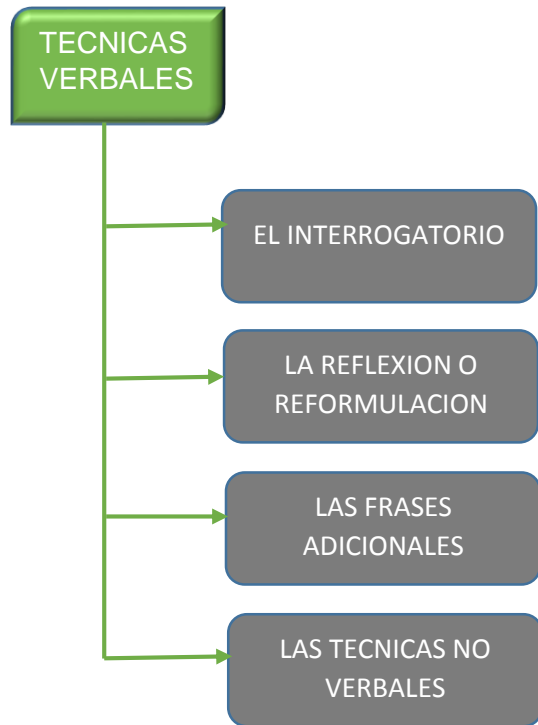 TECNICAS
VERBALES
EL INTERROGATORIO
LA REFLEXION O
REFORMULACION
LAS FRASES
ADICIONALES
LAS TECNICAS NO
VERBALES